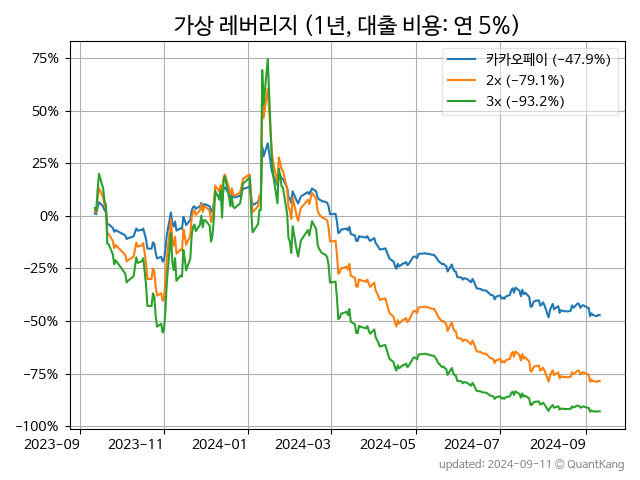 가상 레버리지 (1년, 대출 비용: 연 5%)
카카오페이 (−47.9%)
2x (−79.1%)
3x (−93.2%)
75%
50%
25%
0%
−25%
−50%
−75%
−100%
2023-09 2023-11 2024-01 2024-03 2024-05 2024-07 2024-09
updated: 2024-09-11 © QuantKang